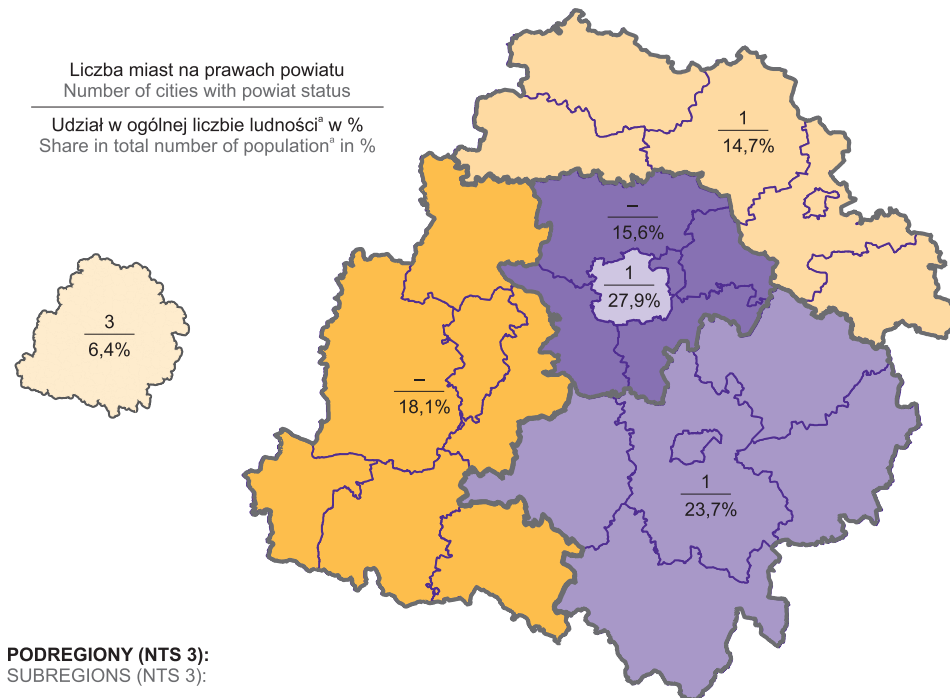 Liczba miast na prawach powiatu
Number of cities with powiat status
Udział w ogólnej liczbie ludnościª w %
Share in total number of populationª in %
1
14,7%
–
15,6%
1
27,9%
3
6,4%
–
18,1%
1
23,7%
PODREGIONY (NTS 3):
SUBREGIONS (NTS 3):